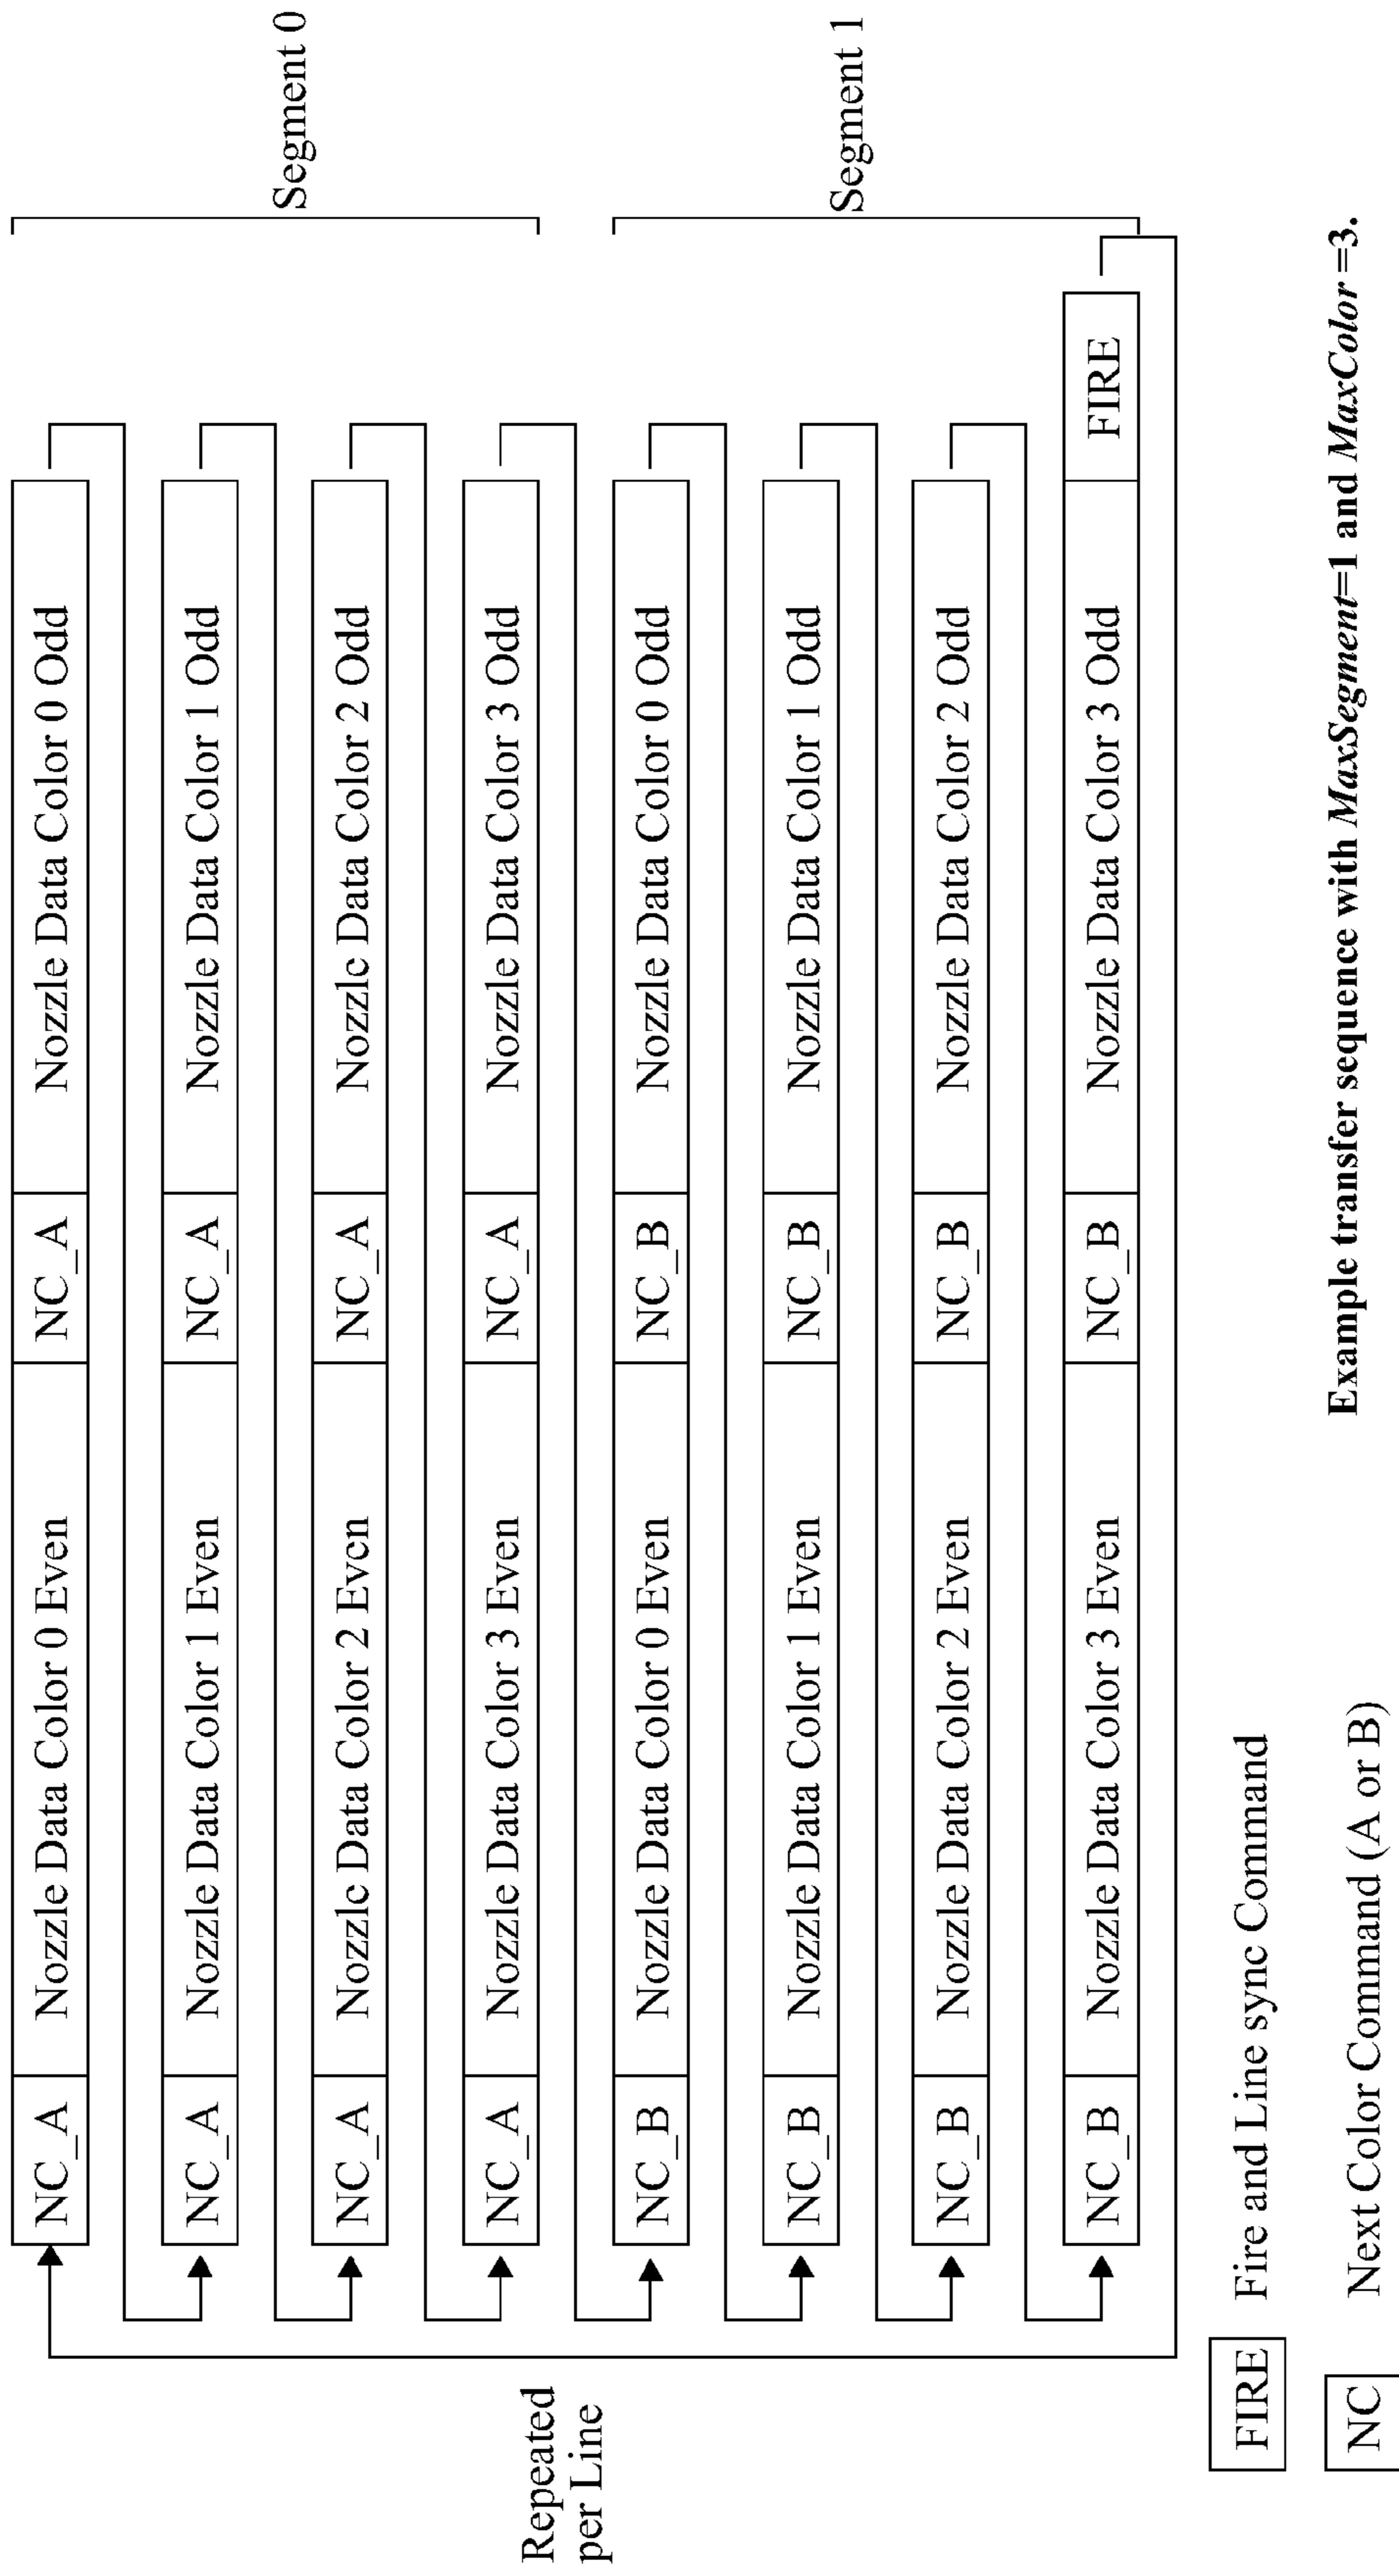 NC_A Nozzle Data Color 0 Even NC_A Nozzle Data Color 0 Odd
NC_A Nozzle Data Color 1 Even NC_A Nozzle Data Color 1 Odd
Segment 0
NC_A Nozzle Data Color 2 Even NC_A Nozzle Data Color 2 Odd
NC_A Nozzle Data Color 3 Even NC_A Nozzle Data Color 3 Odd
Repeated
per Line
NC_B Nozzle Data Color 0 Even NC_B Nozzle Data Color 0 Odd
NC_B Nozzle Data Color 1 Even NC_B Nozzle Data Color 1 Odd
Segment 1
NC_B Nozzle Data Color 2 Even NC_B Nozzle Data Color 2 Odd
NC_B Nozzle Data Color 3 Even NC_B Nozzle Data Color 3 Odd FIRE
FIRE Fire and Line sync Command
NC Next Color Command (A or B)
Example transfer sequence with MaxSegment=1 and MaxColor =3.